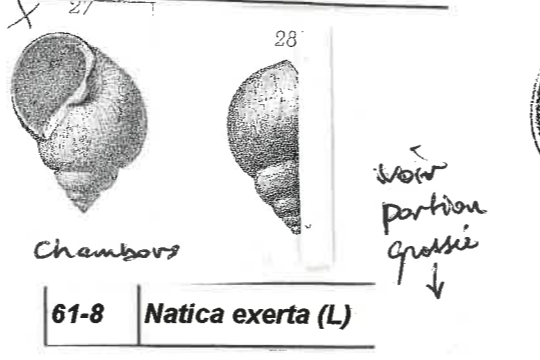 27
28
Chambors
voir
portion
grossie
61-8 Natica exerta (L)